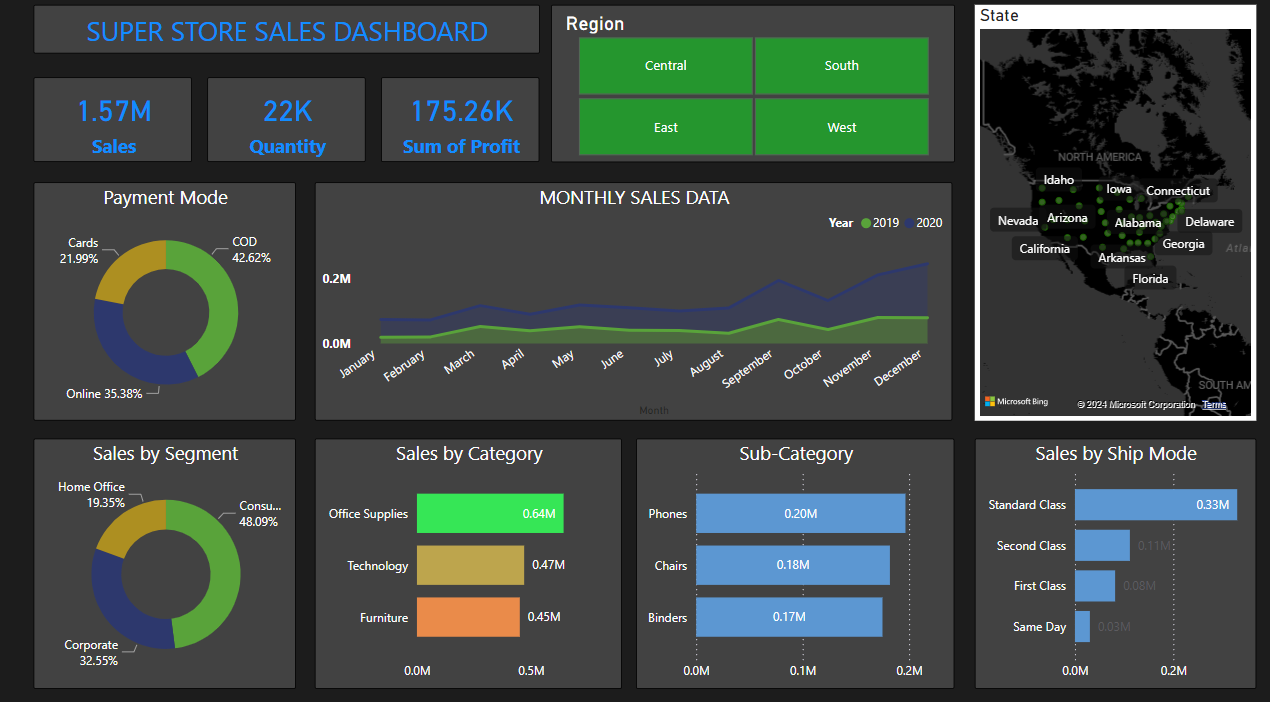 SUPER STORE SALES DASHBOARD
1.57M
Sales
22K
Quantity
175.26K
Sum of Profit
Region
Central
South
East
West
State
NORTH AMERICA
Idaho
Iowa
Connecticut
Nevada
Arizona
Alabama
Delaware
California
Georgia
Arkansas
Florida
Atla
SOUTH AM
Microsoft Bing
© 2024 Microsoft Corporation
Terms
Payment Mode
Cards
21.99%
COD
42.62%
Online 35.38%
MONTHLY SALES DATA
Year 2019 2020
0.2M
0.0M
January
February
March
April
May
June
July
August
September
October
November
December
Month
Sales by Segment
Home Office
19.35%
Consu...
48.09%
Corporate
32.55%
Sales by Category
Office Supplies 0.64M
Technology 0.47M
Furniture 0.45M
0.0M 0.5M
Sub-Category
Phones 0.20M
Chairs 0.18M
Binders 0.17M
0.0M 0.1M 0.2M
Sales by Ship Mode
Standard Class 0.33M
Second Class 0.11M
First Class 0.08M
Same Day 0.03M
0.0M 0.2M